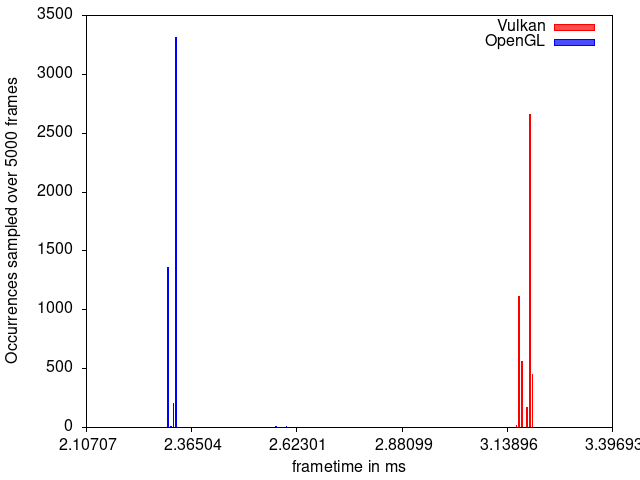 3500
3000
2500
2000
1500
1000
500
0
Occurrences sampled over 5000 frames
Vulkan
OpenGL
2.10707 2.36504 2.62301 2.88099 3.13896 3.39693
frametime in ms